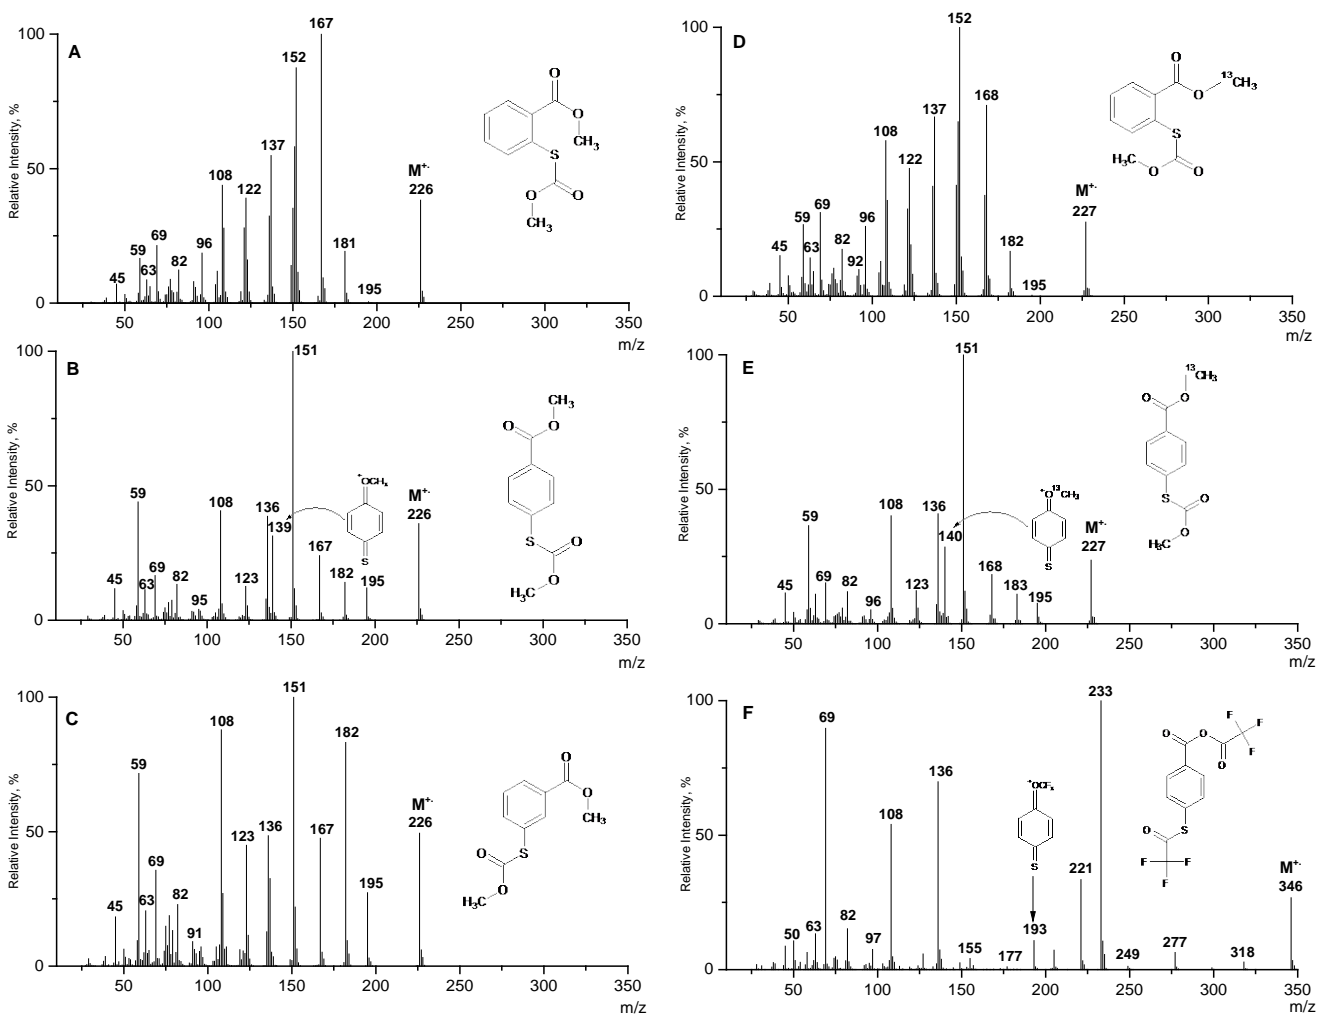 A
Relative Intensity, %
100
50
0
45
59
63
69
82
96
108
122
137
152
167
181
195
M+·
226
O
O
CH₃
S
O
O
CH₃
50 100 150 200 250 300 350
m/z
D
Relative Intensity, %
100
50
0
45
59
63
69
82
92
96
108
122
137
152
168
182
195
M+·
227
O
O
¹³CH₃
S
H₃C
O
O
50 100 150 200 250 300 350
m/z
B
Relative Intensity, %
100
50
0
45
59
63
69
82
95
108
123
136
139
151
167
182
195
M+·
226
+OCH₃
S
CH₃
O
O
S
O
O
H₃C
50 100 150 200 250 300 350
m/z
E
Relative Intensity, %
100
50
0
45
59
69
82
96
108
123
136
140
151
168
183
195
M+·
227
+O¹³CH₃
S
¹³CH₃
O
O
S
O
O
H₃C
50 100 150 200 250 300 350
m/z
C
Relative Intensity, %
100
50
0
45
59
63
69
82
91
108
123
136
151
167
182
195
M+·
226
O
O
CH₃
S
O
O
H₃C
50 100 150 200 250 300 350
m/z
F
Relative Intensity, %
100
50
0
50
63
69
82
97
108
136
155
177
193
221
233
249
277
318
M+·
346
+OCF₃
S
O
O
F
F
F
O
S
O
F
F
F
50 100 150 200 250 300 350
m/z